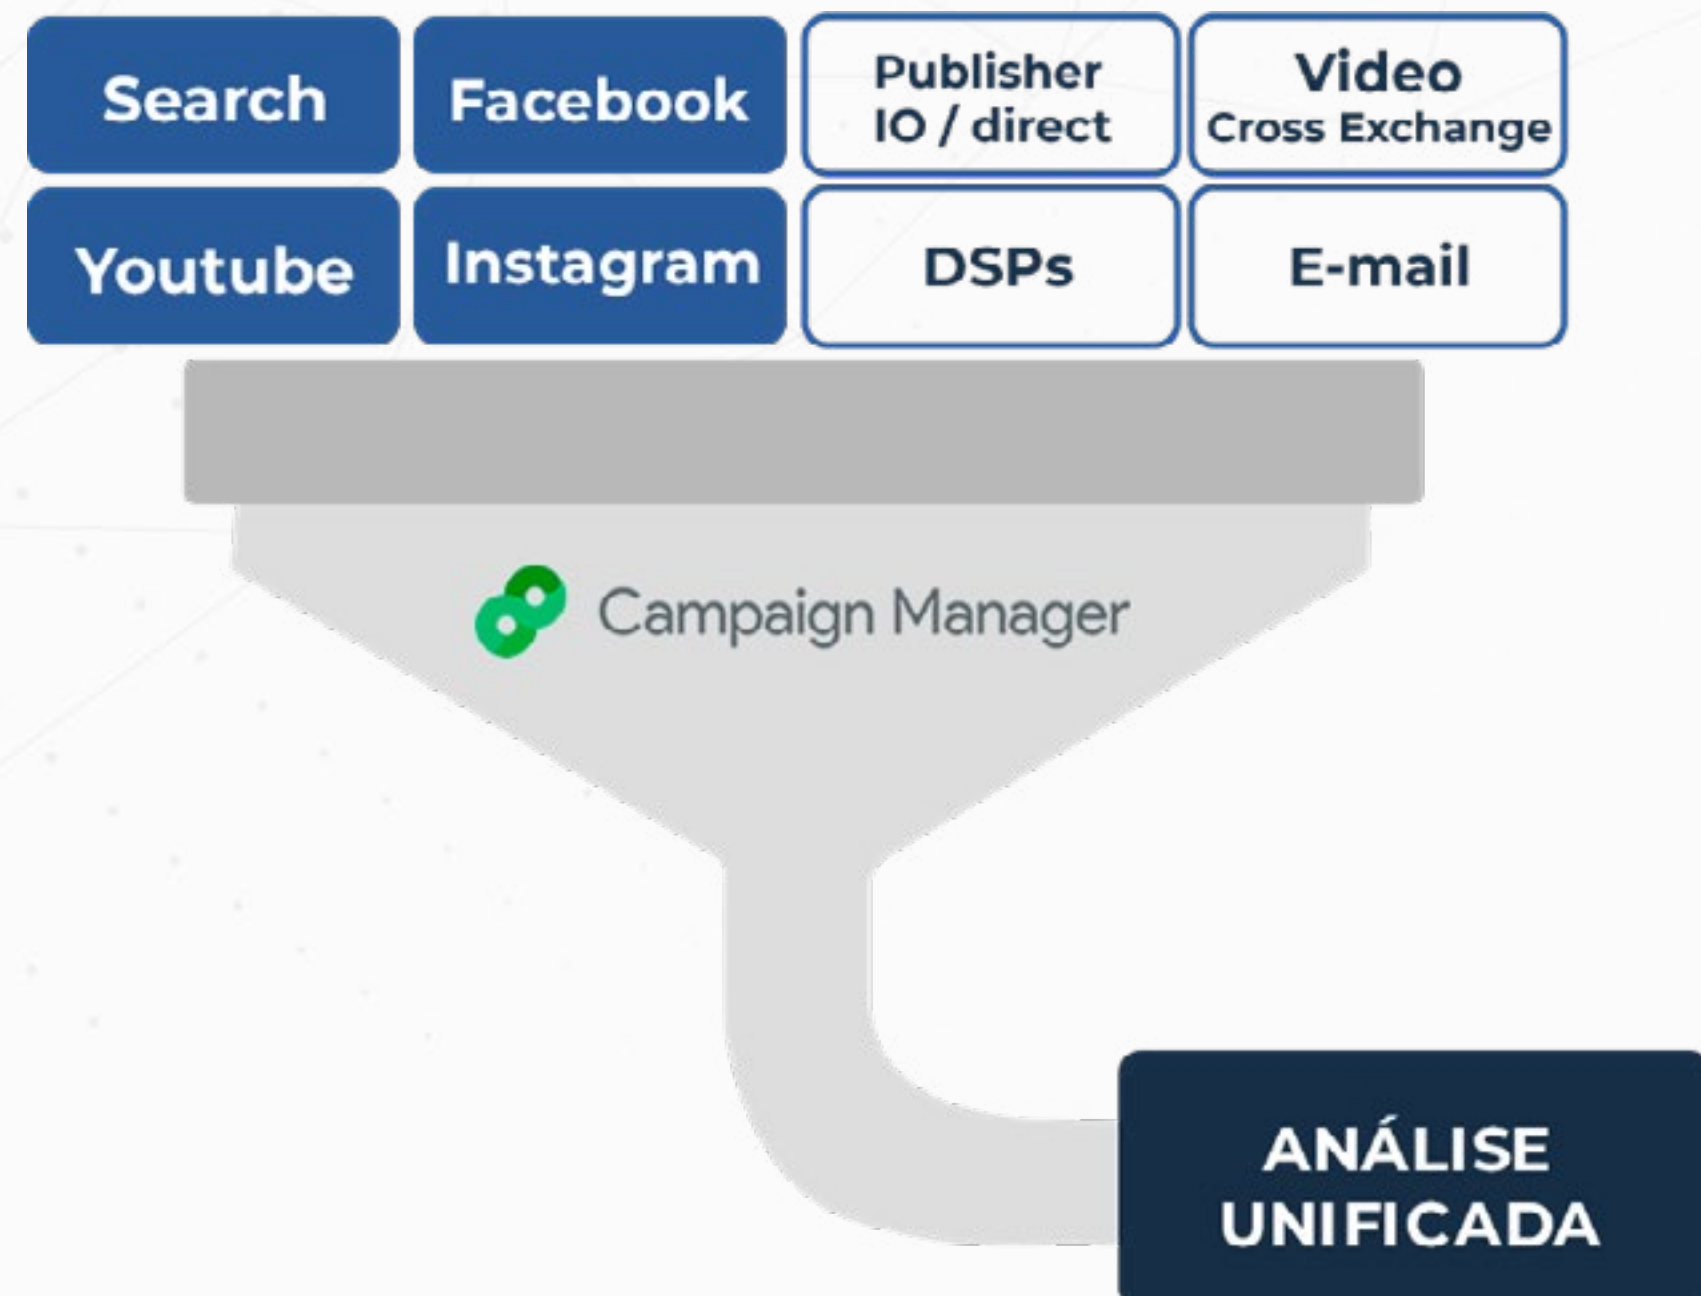 Search
Facebook
Publisher
IO / direct
Video
Cross Exchange
Youtube
Instagram
DSPs
E-mail
Campaign Manager
ANÁLISE
UNIFICADA